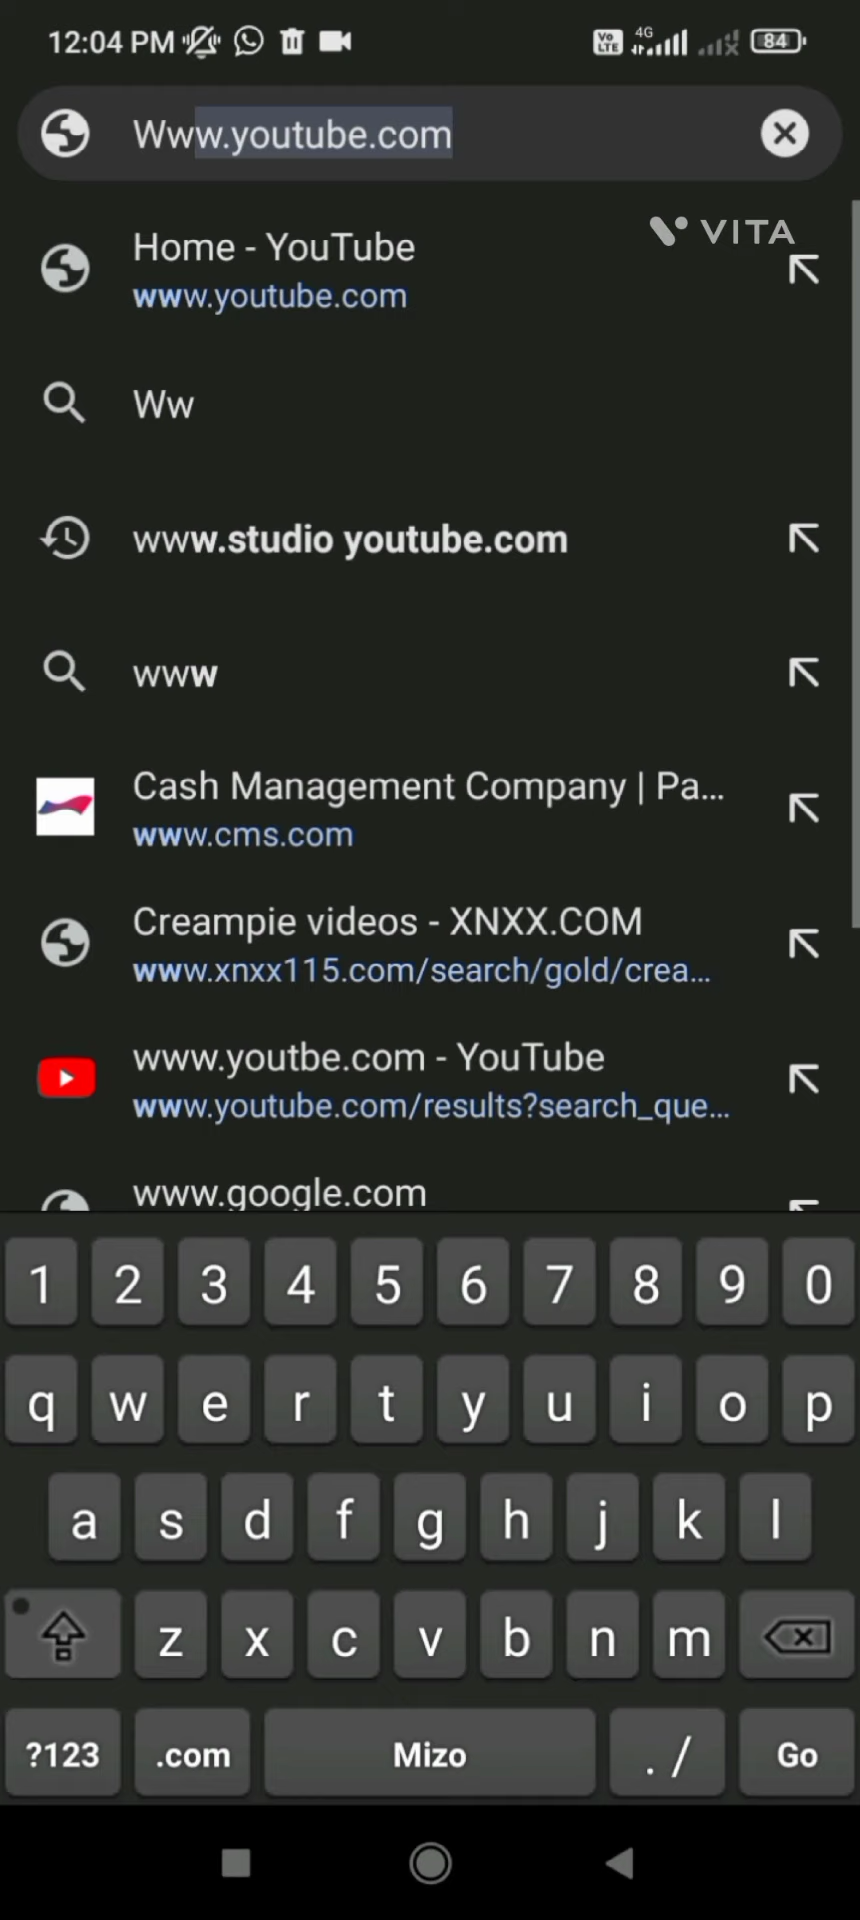 12:04 PM
Vo LTE 4G 84
Www.youtube.com
VITA
Home - YouTube
www.youtube.com
Ww
www.studio youtube.com
www
Cash Management Company | Pa...
www.cms.com
Creampie videos - XNXX.COM
www.xnxx115.com/search/gold/crea...
www.youtbe.com - YouTube
www.youtube.com/results?search_que...
www.google.com
1 2 3 4 5 6 7 8 9 0
q w e r t y u i o p
a s d f g h j k l
z x c v b n m
?123 .com Mizo . / Go